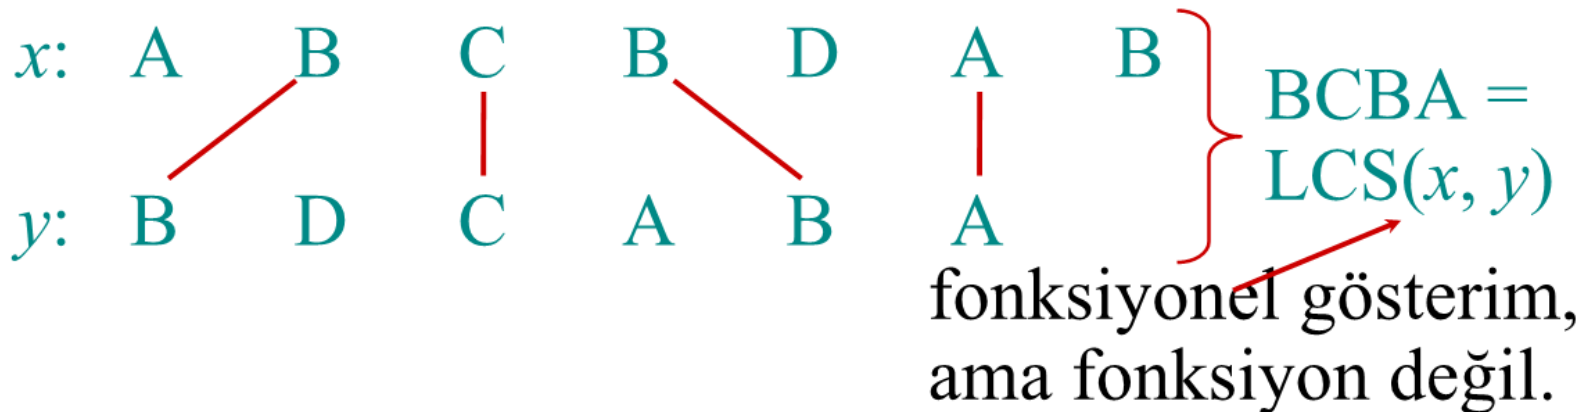 x: A B C B D A B
y: B D C A B A
BCBA =
LCS(x, y)
fonksiyonel gösterim,
ama fonksiyon değil.